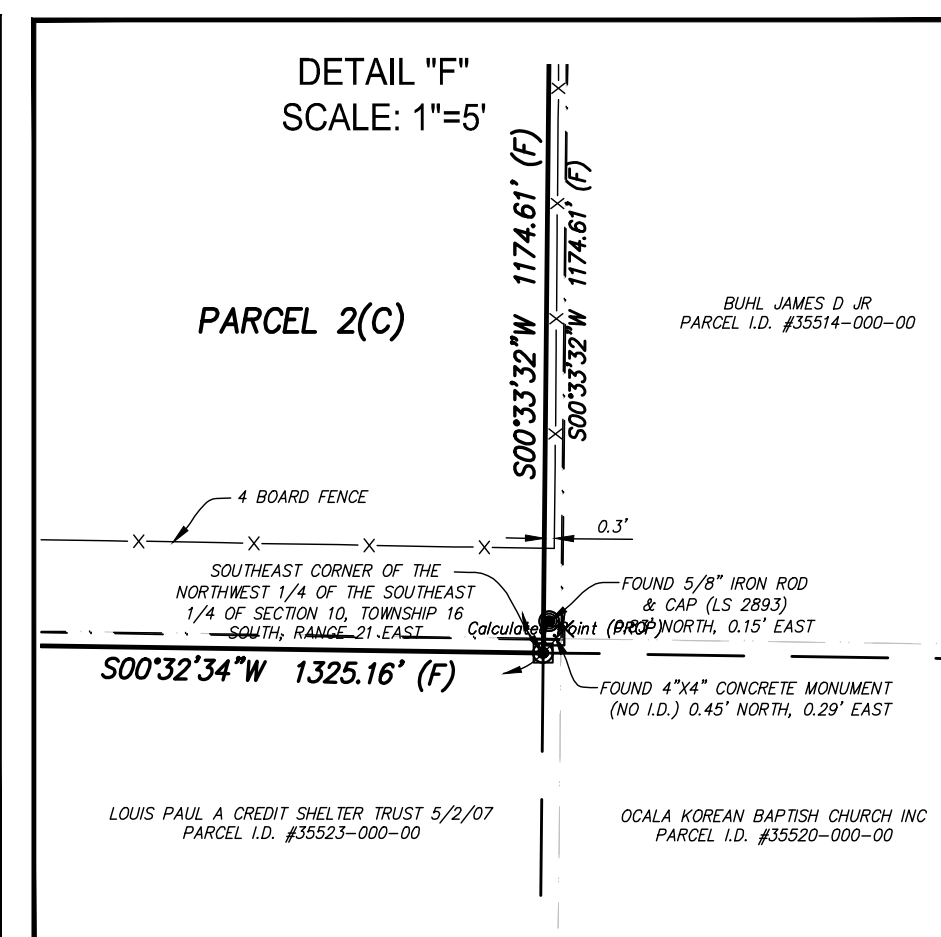 DETAIL "F"
SCALE: 1"=5'
S00°33'32"W 1174.61' (F)
S00°33'32"W 1174.61' (F)
PARCEL 2(C)
BUHL JAMES D JR
PARCEL I.D. #35514-000-00
4 BOARD FENCE
0.3'
SOUTHEAST CORNER OF THE
NORTHWEST 1/4 OF THE SOUTHEAST
1/4 OF SECTION 10, TOWNSHIP 16
SOUTH, RANGE 21 EAST
FOUND 5/8" IRON ROD
& CAP (LS 2893)
NORTH, 0.15' EAST
Calculated Point (PROP)
S00°32'34"W 1325.16' (F)
FOUND 4"X4" CONCRETE MONUMENT
(NO I.D.) 0.45' NORTH, 0.29' EAST
LOUIS PAUL A CREDIT SHELTER TRUST 5/2/07
PARCEL I.D. #35523-000-00
OCALA KOREAN BAPTISH CHURCH INC
PARCEL I.D. #35520-000-00